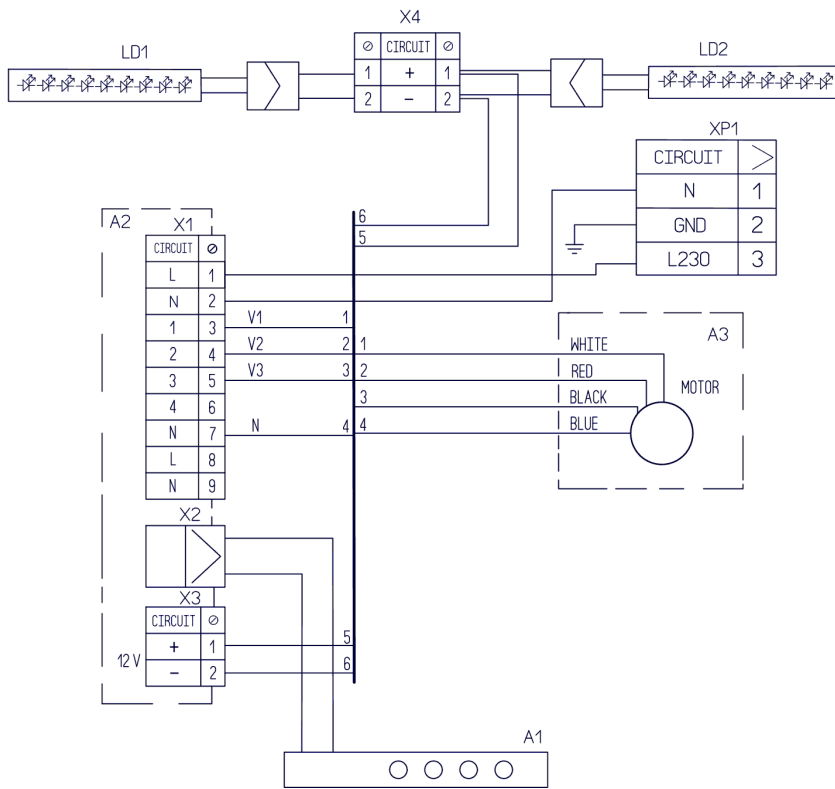 X4
LD1
LD2
⌀ CIRCUIT ⌀
1 + 1
2 − 2
XP1
CIRCUIT >
N 1
GND 2
L230 3
A2
X1
CIRCUIT ⌀
L 1
N 2
1 3
2 4
3 5
4 6
N 7
L 8
N 9
6
5
V1 1
V2 2 1
V3 3 2
3
N 4 4
A3
WHITE
RED
BLACK
BLUE
MOTOR
X2
X3
CIRCUIT ⌀
+ 1
− 2
12 V
5
6
A1